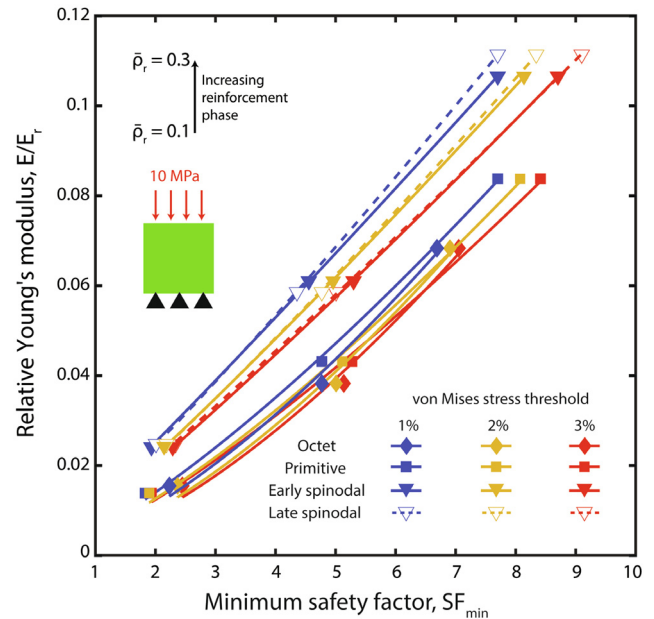 0.12
0.1
0.08
0.06
0.04
0.02
0
Relative Young's modulus, E/Eᵣ
ρ̄ᵣ = 0.3
Increasing
reinforcement
phase
ρ̄ᵣ = 0.1
10 MPa
von Mises stress threshold
1% 2% 3%
Octet
Primitive
Early spinodal
Late spinodal
1 2 3 4 5 6 7 8 9 10
Minimum safety factor, SF_min